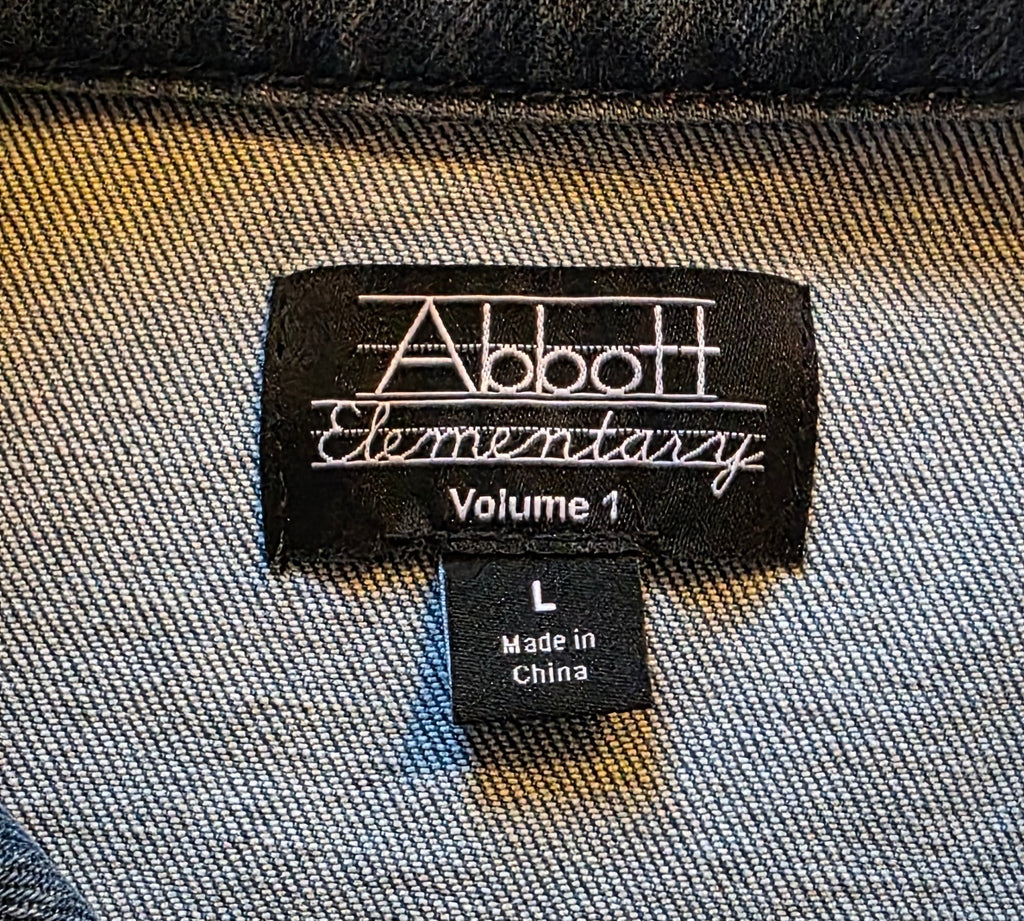 Abbott
Elementary
Volume 1
L
Made in
China